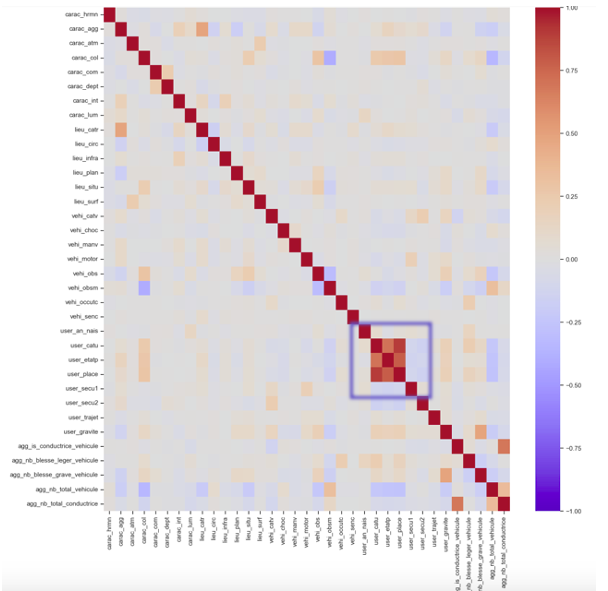 carac_hrmn
carac_agg
carac_atm
carac_col
carac_com
carac_dept
carac_int
carac_lum
lieu_catr
lieu_circ
lieu_infra
lieu_plan
lieu_situ
lieu_surf
vehi_catv
vehi_choc
vehi_manv
vehi_motor
vehi_obs
vehi_obsm
vehi_occutc
vehi_senc
user_an_nais
user_catu
user_etatp
user_place
user_secu1
user_secu2
user_trajet
user_gravite
agg_is_conductrice_vehicule
agg_nb_blesse_leger_vehicule
agg_nb_blesse_grave_vehicule
agg_nb_total_vehicule
agg_nb_total_conductrice
carac_hrmn
carac_agg
carac_atm
carac_col
carac_com
carac_dept
carac_int
carac_lum
lieu_catr
lieu_circ
lieu_infra
lieu_plan
lieu_situ
lieu_surf
vehi_catv
vehi_choc
vehi_manv
vehi_motor
vehi_obs
vehi_obsm
vehi_occutc
vehi_senc
user_an_nais
user_catu
user_etatp
user_place
user_secu1
user_secu2
user_trajet
user_gravite
g_is_conductrice_vehicule
_nb_blesse_leger_vehicule
nb_blesse_grave_vehicule
agg_nb_total_vehicule
agg_nb_total_conductrice
1.00
0.75
0.50
0.25
0.00
−0.25
−0.50
−0.75
−1.00